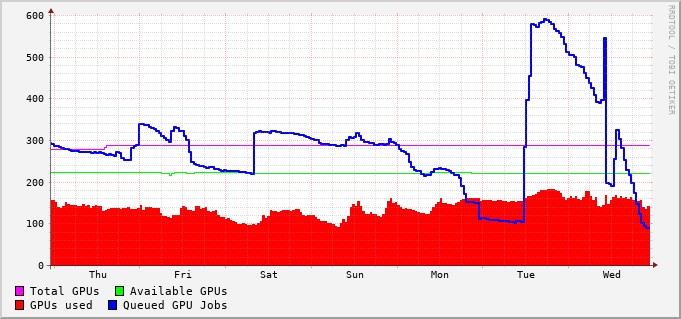 600
500
400
300
200
100
0
Thu Fri Sat Sun Mon Tue Wed
Total GPUs Available GPUs
GPUs used Queued GPU Jobs
RRDTOOL / TOBI OETIKER